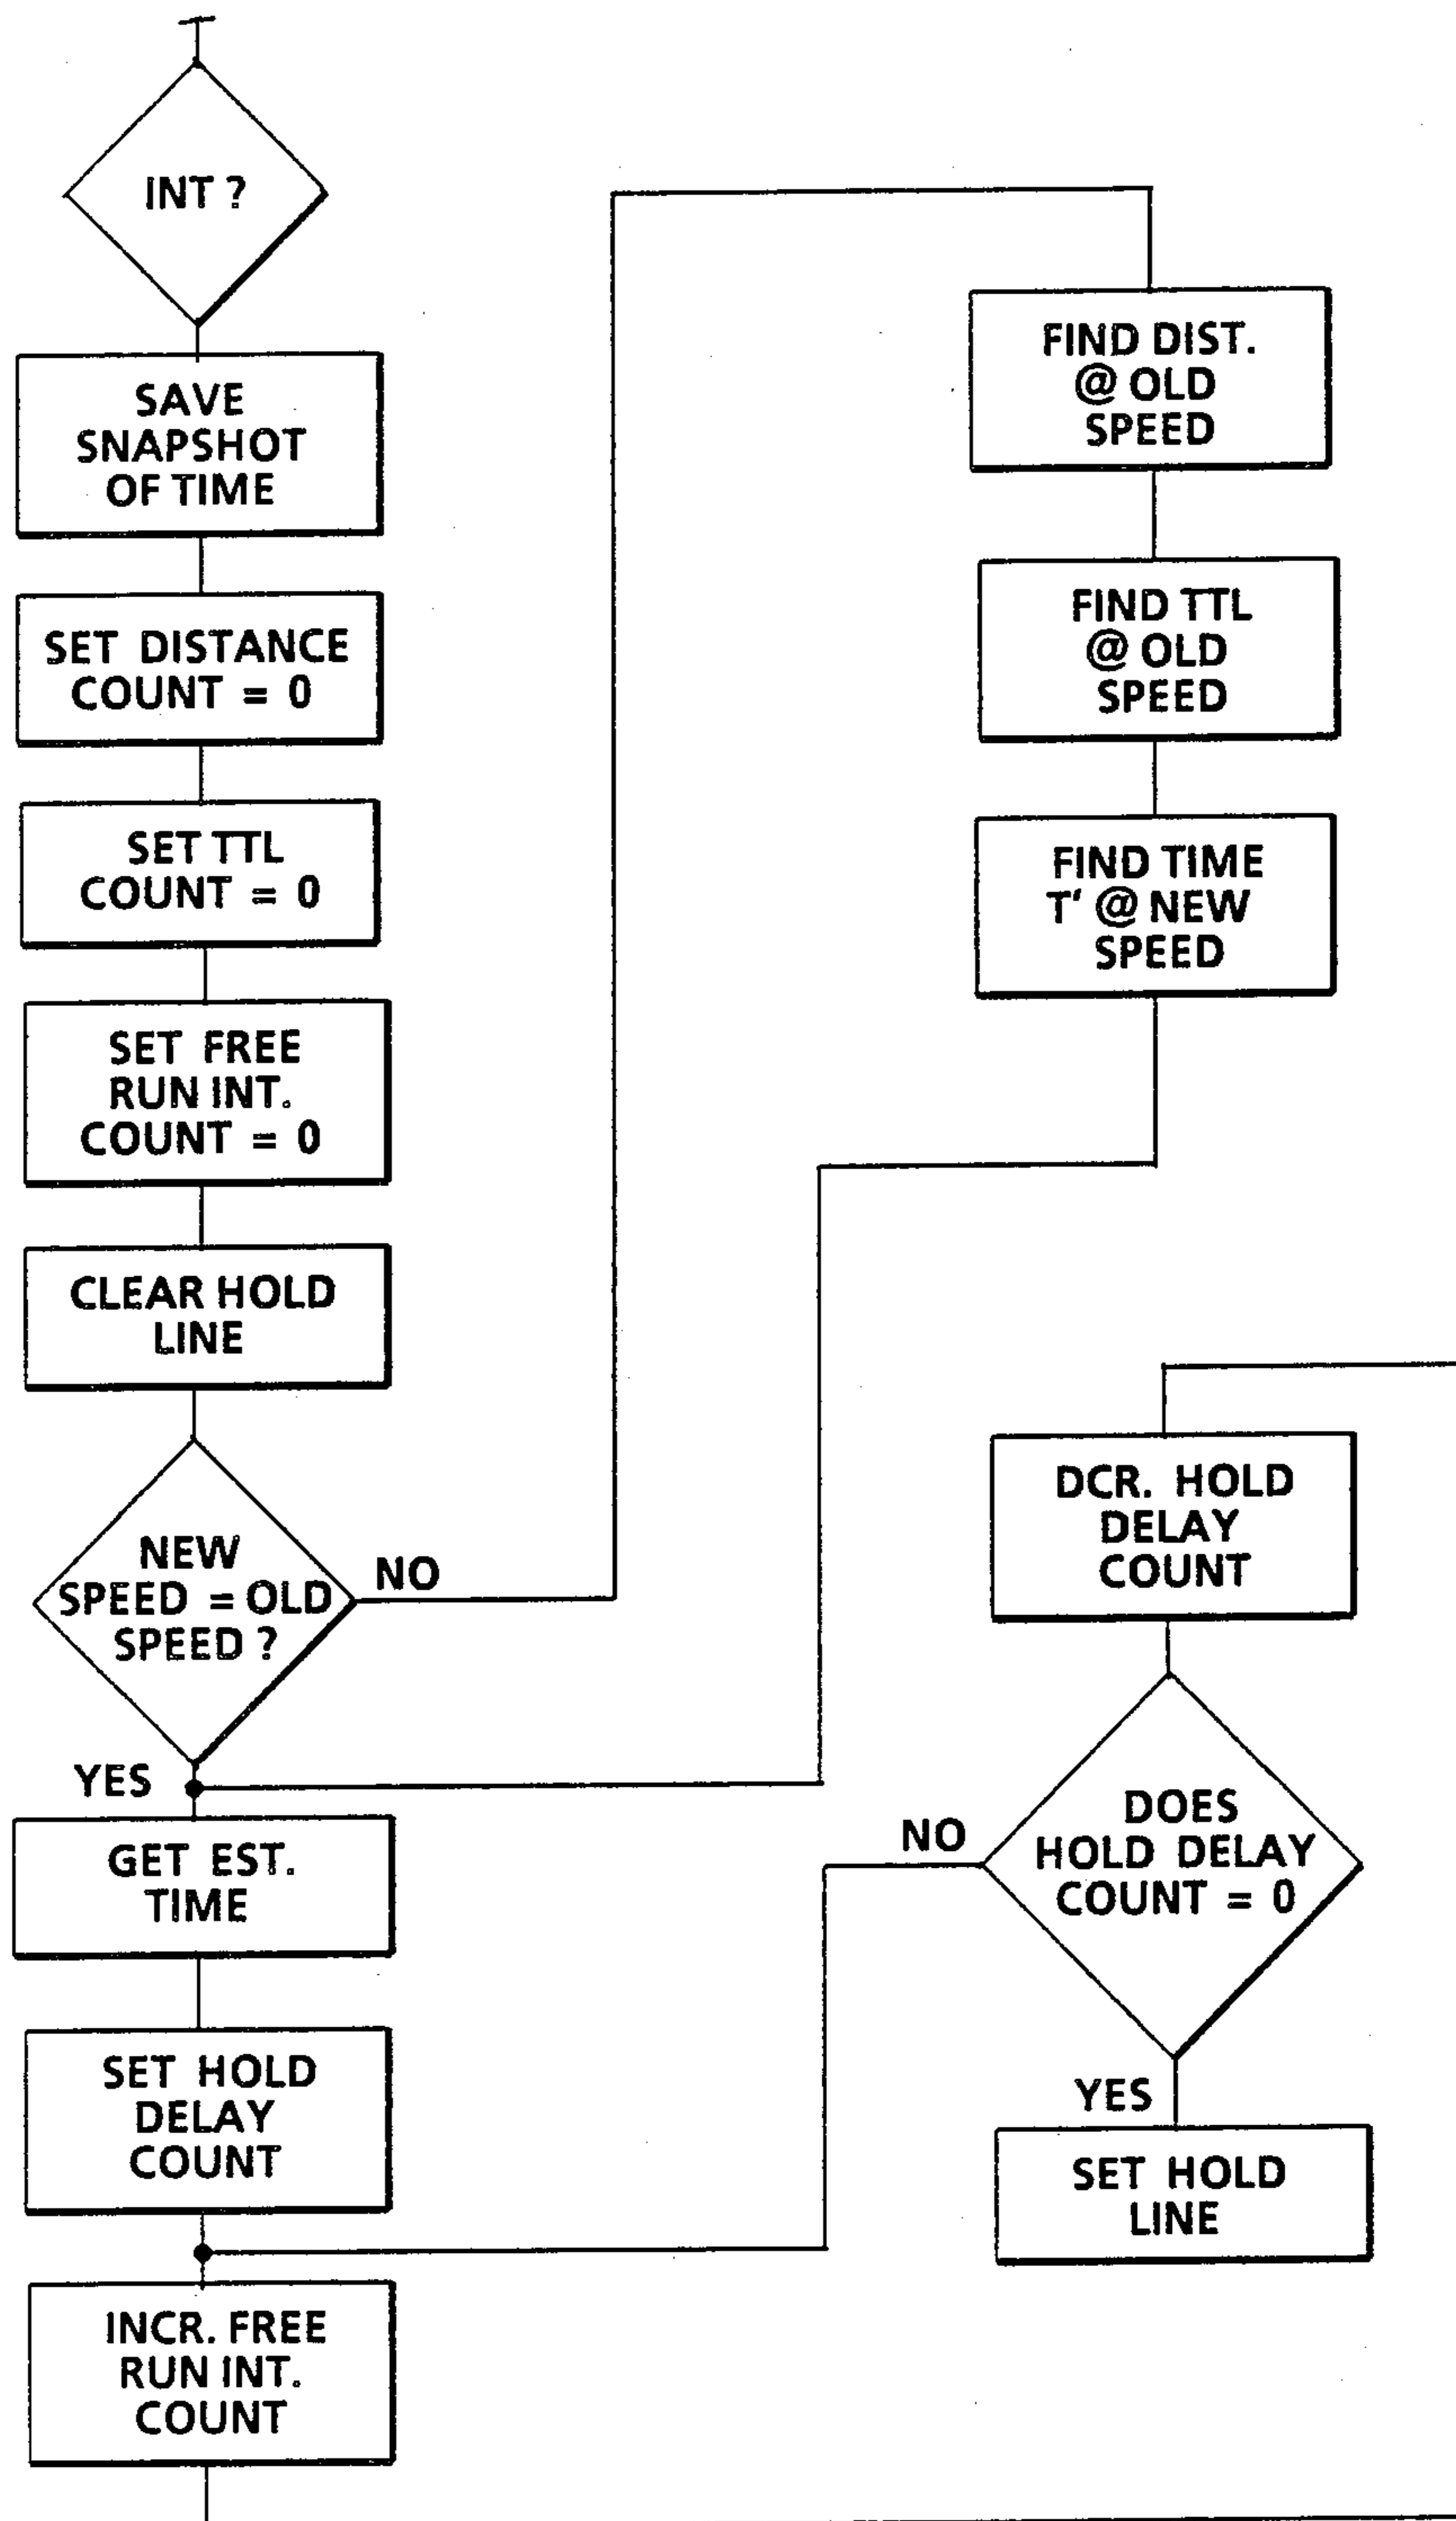 INT ?
SAVE
SNAPSHOT
OF TIME
SET DISTANCE
COUNT = 0
SET TTL
COUNT = 0
SET FREE
RUN INT.
COUNT = 0
CLEAR HOLD
LINE
NEW
SPEED = OLD
SPEED ?
NO
YES
GET EST.
TIME
SET HOLD
DELAY
COUNT
INCR. FREE
RUN INT.
COUNT
FIND DIST.
@ OLD
SPEED
FIND TTL
@ OLD
SPEED
FIND TIME
T' @ NEW
SPEED
DCR. HOLD
DELAY
COUNT
DOES
HOLD DELAY
COUNT = 0
NO
YES
SET HOLD
LINE